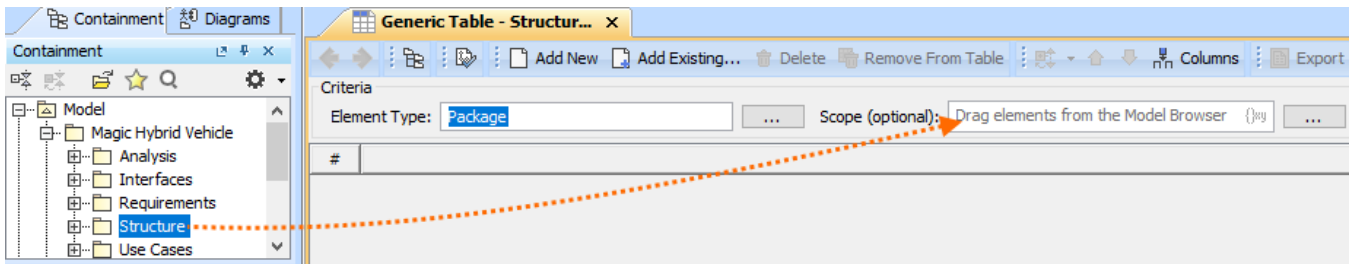 Containment Diagrams
Generic Table - Structur... ×
Containment
Add New Add Existing... Delete Remove From Table Columns Export
Criteria
Model
Element Type: Package ... Scope (optional): Drag elements from the Model Browser {}xy ...
Magic Hybrid Vehicle
Analysis
#
Interfaces
Requirements
Structure
Use Cases